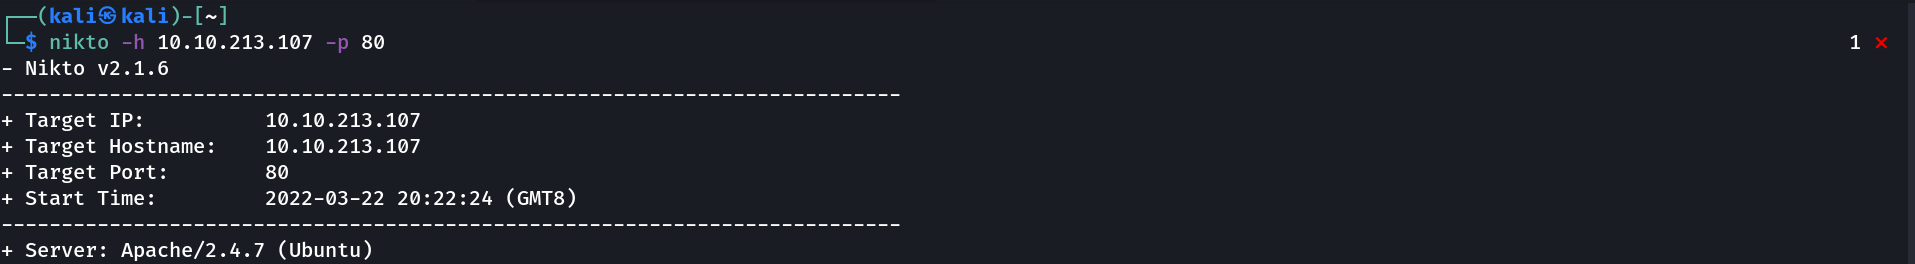 ┌──(kali㉿kali)-[~]
└─$ nikto -h 10.10.213.107 -p 80 1 ⨯
- Nikto v2.1.6
---------------------------------------------------------------------------
+ Target IP:          10.10.213.107
+ Target Hostname:    10.10.213.107
+ Target Port:        80
+ Start Time:         2022-03-22 20:22:24 (GMT8)
---------------------------------------------------------------------------
+ Server: Apache/2.4.7 (Ubuntu)